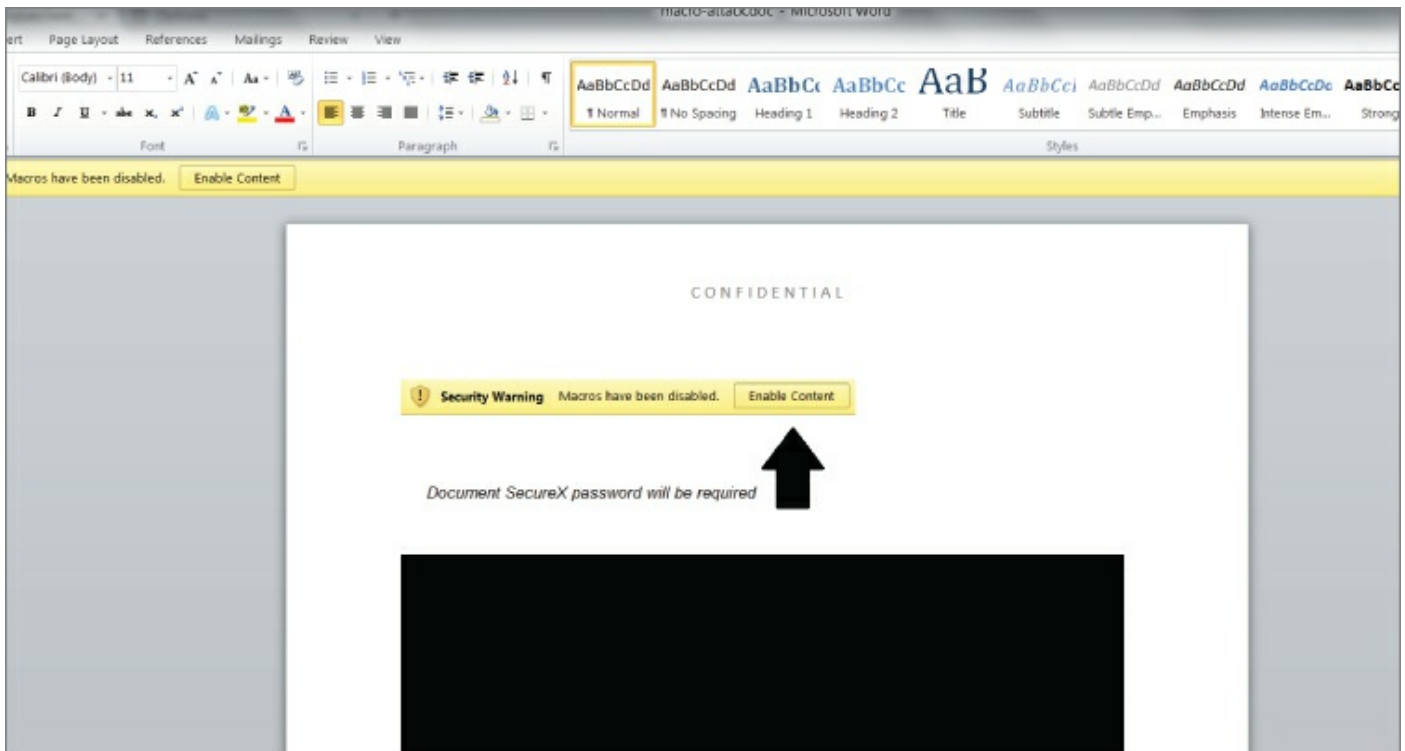 macro-attack.doc - Microsoft Word
Page Layout References Mailings Review View
Calibri (Body) 11 A A Aa
AaBbCcDd AaBbCcDd AaBbCc AaBbCc AaB AaBbCcI AaBbCcDd AaBbCcDd AaBbCcDc AaBbCc
B I U abc x, x² A A
¶ Normal ¶ No Spacing Heading 1 Heading 2 Title Subtitle Subtle Emp... Emphasis Intense Em... Strong
Font Paragraph Styles
Macros have been disabled. Enable Content
CONFIDENTIAL
Security Warning Macros have been disabled. Enable Content
Document SecureX password will be required